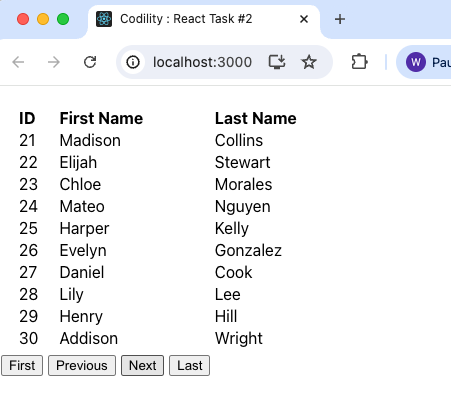 Codility : React Task #2
localhost:3000
W Pau
ID First Name Last Name
21 Madison Collins
22 Elijah Stewart
23 Chloe Morales
24 Mateo Nguyen
25 Harper Kelly
26 Evelyn Gonzalez
27 Daniel Cook
28 Lily Lee
29 Henry Hill
30 Addison Wright
First Previous Next Last